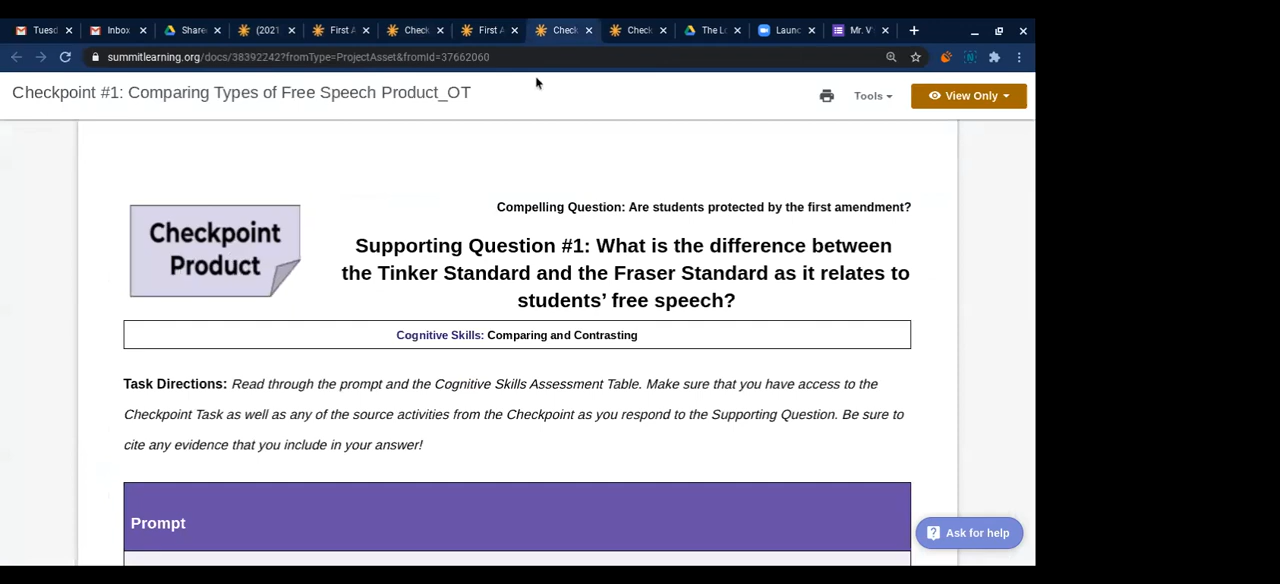 Tuesd
Inbox
Share
(2021
First A
Check
First A
Check
Check
The Lo
Launc
Mr. V
summitlearning.org/docs/38392242?fromType=ProjectAsset&fromId=37662060
Checkpoint #1: Comparing Types of Free Speech Product_OT
Tools
View Only
Checkpoint
Product
Compelling Question: Are students protected by the first amendment?
Supporting Question #1: What is the difference between
the Tinker Standard and the Fraser Standard as it relates to
students’ free speech?
Cognitive Skills: Comparing and Contrasting
Task Directions: Read through the prompt and the Cognitive Skills Assessment Table. Make sure that you have access to the
Checkpoint Task as well as any of the source activities from the Checkpoint as you respond to the Supporting Question. Be sure to
cite any evidence that you include in your answer!
Prompt
Ask for help